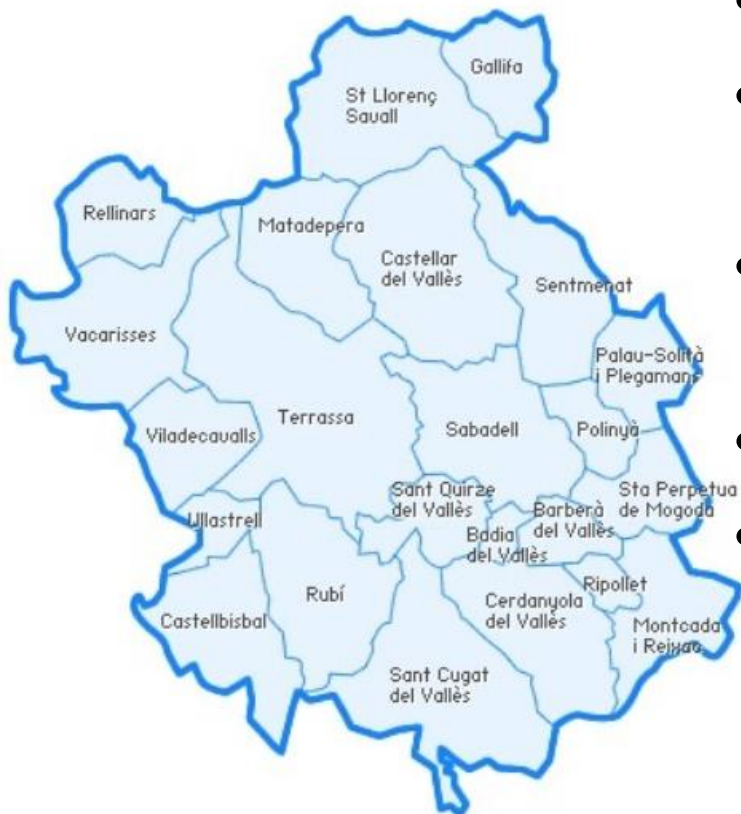 Gallifa
St Llorenç
Savall
Rellinars
Matadepera
Castellar
del Vallès
Sentmenat
Vacarisses
Palau-Solità
i Plegamans
Terrassa
Viladecavalls
Sabadell
Polinyà
Sant Quirze
del Vallès
Sta Perpetua
de Mogoda
Barberà
del Vallès
Ullastrell
Badia
del Vallès
Ripollet
Rubí
Cerdanyola
del Vallès
Castellbisbal
Montcada
i Reixac
Sant Cugat
del Vallès